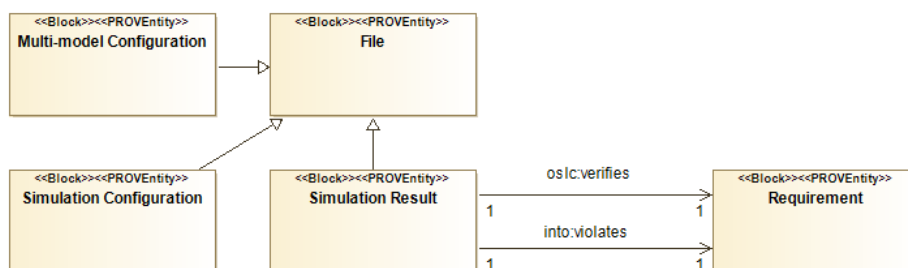 <<Block>><<PROVEntity>>
Multi-model Configuration
<<Block>><<PROVEntity>>
File
<<Block>><<PROVEntity>>
Simulation Configuration
<<Block>><<PROVEntity>>
Simulation Result
oslc:verifies
1
1
into:violates
1
1
<<Block>><<PROVEntity>>
Requirement